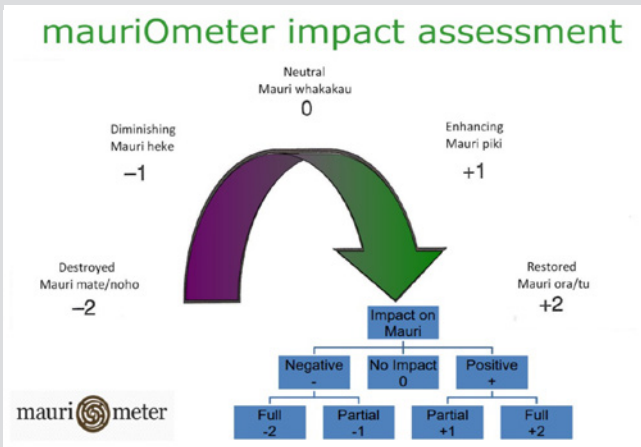 mauriOmeter impact assessment
Neutral
Mauri whakakau
0
Diminishing
Mauri heke
−1
Enhancing
Mauri piki
+1
Destroyed
Mauri mate/noho
−2
Restored
Mauri ora/tu
+2
Impact on
Mauri
Negative
-
No Impact
0
Positive
+
Full
-2
Partial
-1
Partial
+1
Full
+2
mauri meter